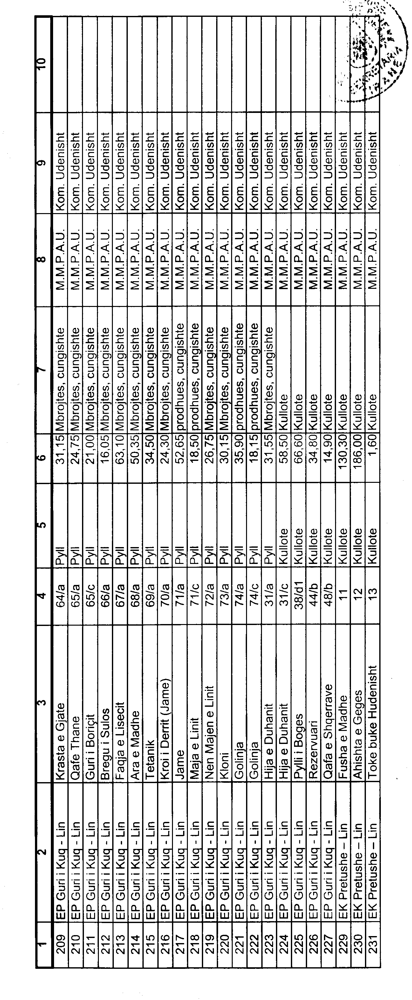 1 2 3 4 5 6 7 8 9 10
209 EP Guri i Kuq - Lin Krasta e Gjate 64/a Pyll 31,15 Mbrojtes, cungishte M.M.P.A.U. Kom. Udenisht
210 EP Guri i Kuq - Lin Qafe Thane 65/a Pyll 24,75 Mbrojtes, cungishte M.M.P.A.U. Kom. Udenisht
211 EP Guri i Kuq - Lin Guri i Boriçit 65/c Pyll 21,00 Mbrojtes, cungishte M.M.P.A.U. Kom. Udenisht
212 EP Guri i Kuq - Lin Bregu i Sulos 66/a Pyll 16,05 Mbrojtes, cungishte M.M.P.A.U. Kom. Udenisht
213 EP Guri i Kuq - Lin Faqja e Lisecit 67/a Pyll 63,10 Mbrojtes, cungishte M.M.P.A.U. Kom. Udenisht
214 EP Guri i Kuq - Lin Ara e Madhe 68/a Pyll 50,35 Mbrojtes, cungishte M.M.P.A.U. Kom. Udenisht
215 EP Guri i Kuq - Lin Tetanik 69/a Pyll 34,50 Mbrojtes, cungishte M.M.P.A.U. Kom. Udenisht
216 EP Guri i Kuq - Lin Kroi i Derrit (Jame) 70/a Pyll 24,30 Mbrojtes, cungishte M.M.P.A.U. Kom. Udenisht
217 EP Guri i Kuq - Lin Jame 71/a Pyll 52,65 prodhues, cungishte M.M.P.A.U. Kom. Udenisht
218 EP Guri i Kuq - Lin Maja e Linit 71/c Pyll 18,50 prodhues, cungishte M.M.P.A.U. Kom. Udenisht
219 EP Guri i Kuq - Lin Nen Majen e Linit 72/a Pyll 26,75 Mbrojtes, cungishte M.M.P.A.U. Kom. Udenisht
220 EP Guri i Kuq - Lin Kloni 73/a Pyll 30,15 Mbrojtes, cungishte M.M.P.A.U. Kom. Udenisht
221 EP Guri i Kuq - Lin Golinja 74/a Pyll 35,90 prodhues, cungishte M.M.P.A.U. Kom. Udenisht
222 EP Guri i Kuq - Lin Golinja 74/c Pyll 18,15 prodhues, cungishte M.M.P.A.U. Kom. Udenisht
223 EP Guri i Kuq - Lin Hija e Duhanit 31/a Pyll 31,55 Mbrojtes, cungishte M.M.P.A.U. Kom. Udenisht
224 EP Guri i Kuq - Lin Hija e Duhanit 31/c Kullote 58,50 Kullote M.M.P.A.U. Kom. Udenisht
225 EP Guri i Kuq - Lin Pylli i Boges 38/d1 Kullote 66,60 Kullote M.M.P.A.U. Kom. Udenisht
226 EP Guri i Kuq - Lin Rezervuari 44/b Kullote 34,80 Kullote M.M.P.A.U. Kom. Udenisht
227 EP Guri i Kuq - Lin Qafa e Shqerrave 48/b Kullote 14,90 Kullote M.M.P.A.U. Kom. Udenisht
229 EK Pretushe – Lin Fusha e Madhe 11 Kullote 130,30 Kullote M.M.P.A.U. Kom. Udenisht
230 EK Pretushe – Lin Ahishta e Geges 12 Kullote 186,00 Kullote M.M.P.A.U. Kom. Udenisht
231 EK Pretushe – Lin Toke buke Hudenisht 13 Kullote 1,60 Kullote M.M.P.A.U. Kom. Udenisht